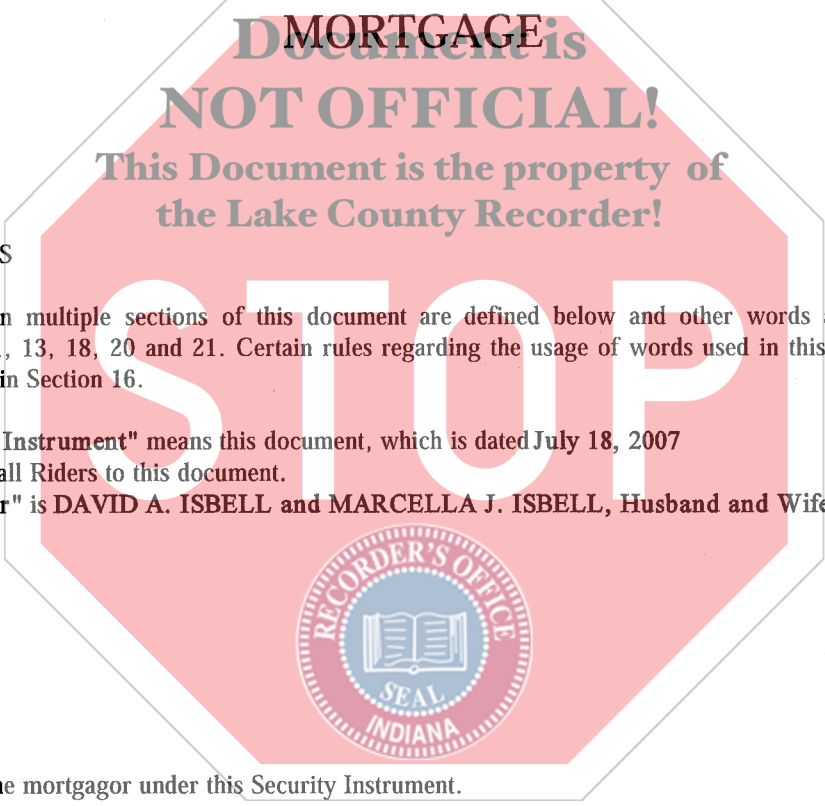 MORTGAGE
Document is
NOT OFFICIAL!
This Document is the property of
the Lake County Recorder!
S
n multiple sections of this document are defined below and other words
, 13, 18, 20 and 21. Certain rules regarding the usage of words used in this
in Section 16.
Instrument" means this document, which is dated July 18, 2007
all Riders to this document.
r" is DAVID A. ISBELL and MARCELLA J. ISBELL, Husband and Wife
STOP
RECORDER'S OFFICE
SEAL
INDIANA
e mortgagor under this Security Instrument.